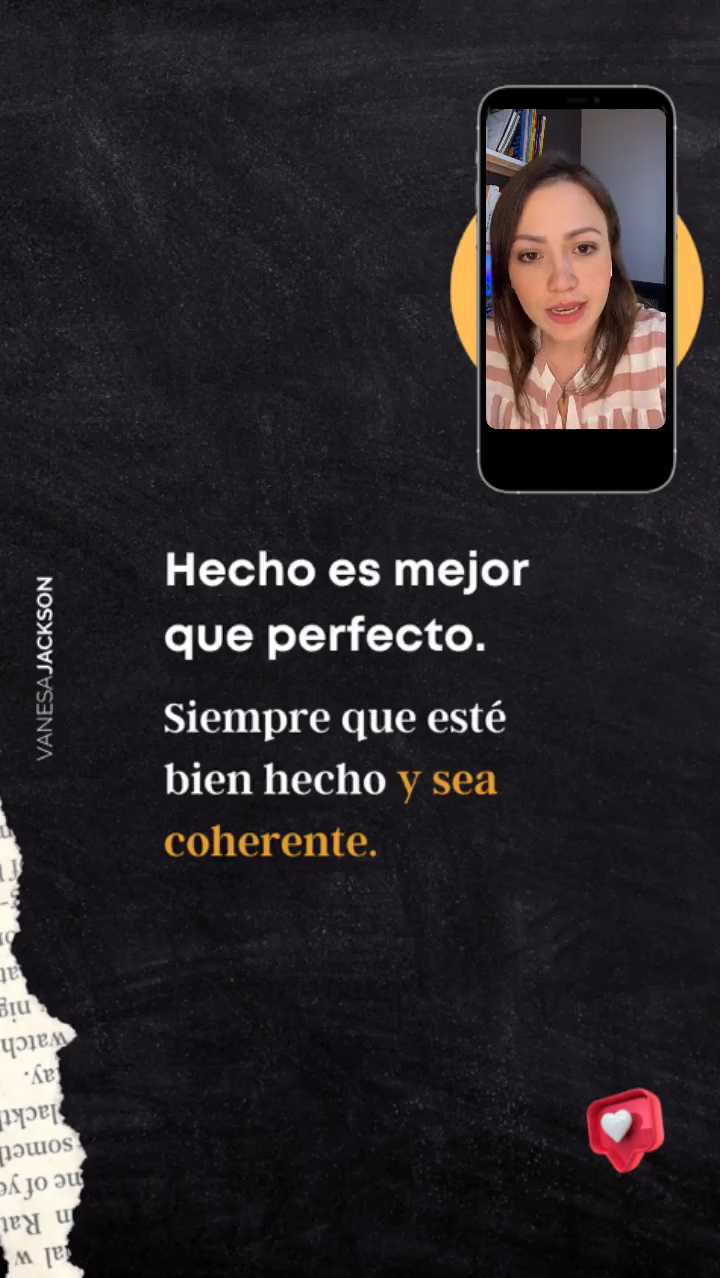 Hecho es mejor
que perfecto.
Siempre que esté
bien hecho y sea
coherente.
VANESAJACKSON